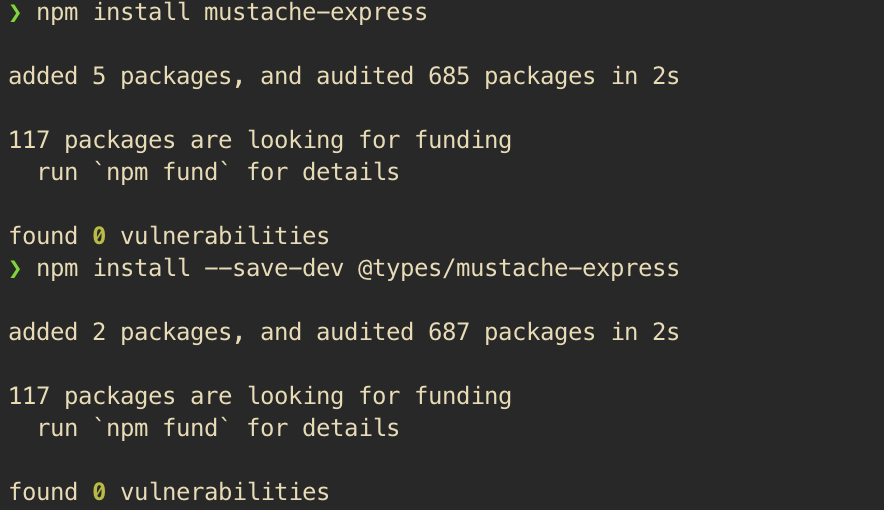 ❯ npm install mustache-express
added 5 packages, and audited 685 packages in 2s
117 packages are looking for funding
  run `npm fund` for details
found 0 vulnerabilities
❯ npm install --save-dev @types/mustache-express
added 2 packages, and audited 687 packages in 2s
117 packages are looking for funding
  run `npm fund` for details
found 0 vulnerabilities